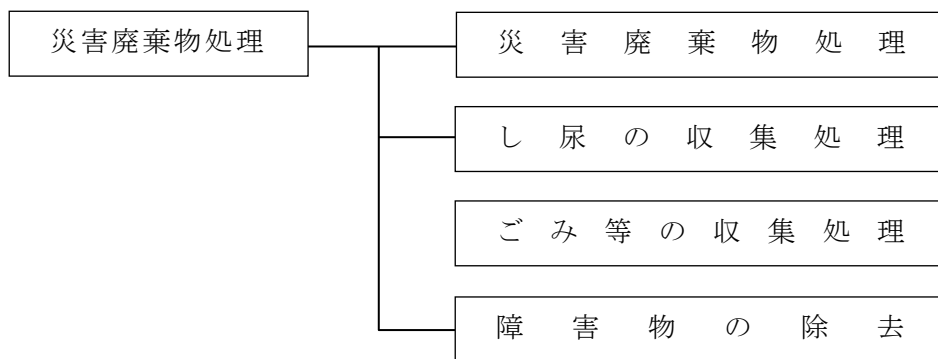 災害廃棄物処理
災害廃棄物処理
し尿の収集処理
ごみ等の収集処理
障害物の除去